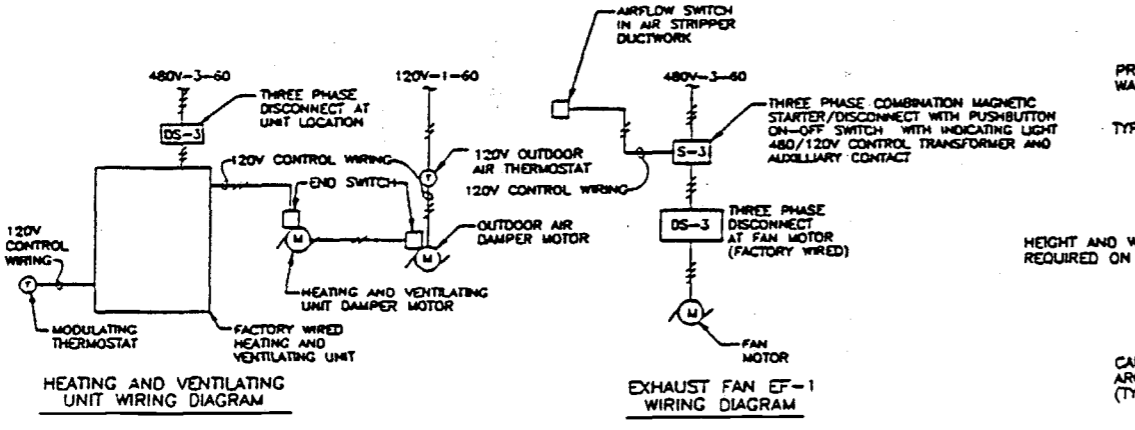 AIRFLOW SWITCH
IN AIR STRIPPER
DUCTWORK
480V-3-60
120V-1-60
480V-3-60
THREE PHASE
DISCONNECT AT
UNIT LOCATION
DS-3
THREE PHASE COMBINATION MAGNETIC
STARTER/DISCONNECT WITH PUSHBUTTON
ON-OFF SWITCH WITH INDICATING LIGHT
480/120V CONTROL TRANSFORMER AND
AUXILLIARY CONTACT
S-3
120V CONTROL WIRING
120V OUTDOOR
AIR THERMOSTAT
T
120V CONTROL WIRING
END SWITCH
OUTDOOR AIR
DAMPER MOTOR
M
M
THREE PHASE
DISCONNECT
AT FAN MOTOR
(FACTORY WIRED)
DS-3
120V
CONTROL
WIRING
T
HEATING AND VENTILATING
UNIT DAMPER MOTOR
M
MODULATING
THERMOSTAT
FACTORY WIRED
HEATING AND
VENTILATING UNIT
FAN
MOTOR
HEATING AND VENTILATING
UNIT WIRING DIAGRAM
EXHAUST FAN EF-1
WIRING DIAGRAM
PR
WA
TYP
HEIGHT AND W
REQUIRED ON
CA
AR
(TY